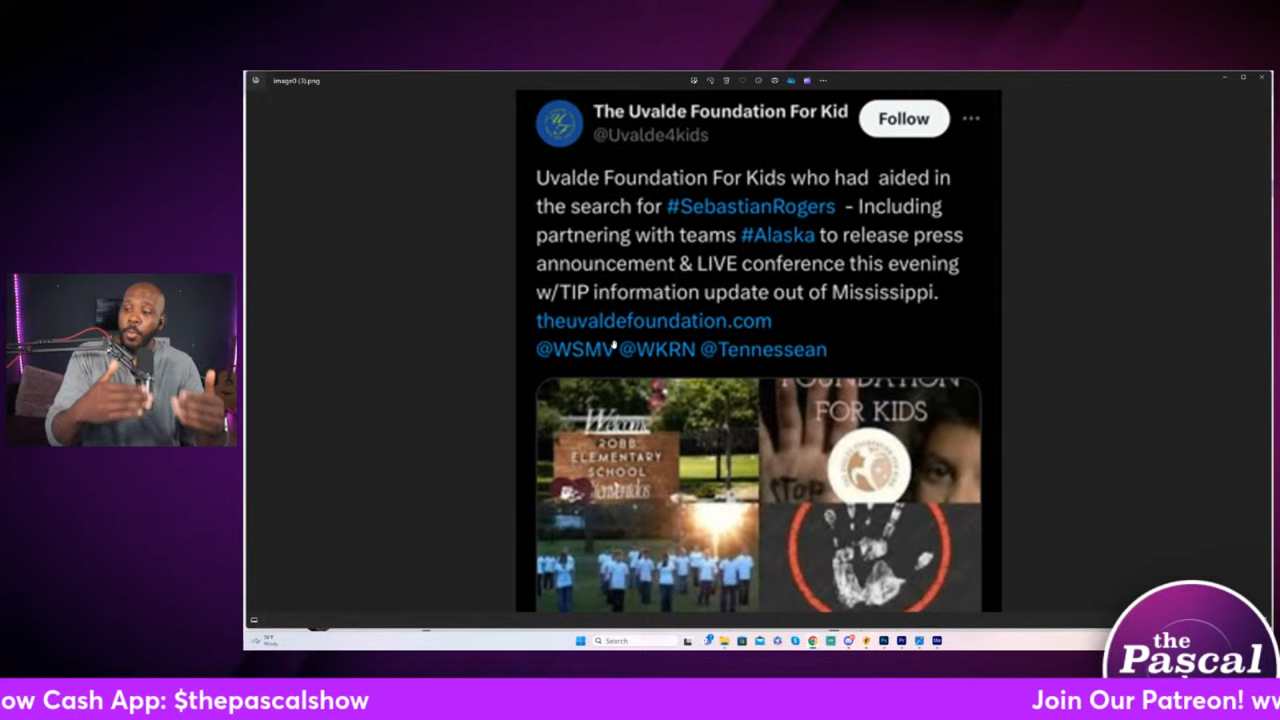 imagn0 (3).png
The Uvalde Foundation For Kid
@Uvalde4kids
Follow
Uvalde Foundation For Kids who had aided in
the search for #SebastianRogers - Including
partnering with teams #Alaska to release press
announcement & LIVE conference this evening
w/TIP information update out of Mississippi.
theuvaldefoundation.com
@WSMV @WKRN @Tennessean
Welcome
ROBB
ELEMENTARY
SCHOOL
Bienvenidos
FOUNDATION
FOR KIDS
STOP
Search
the
Pascal
ow Cash App: $thepascalshow
Join Our Patreon! ww